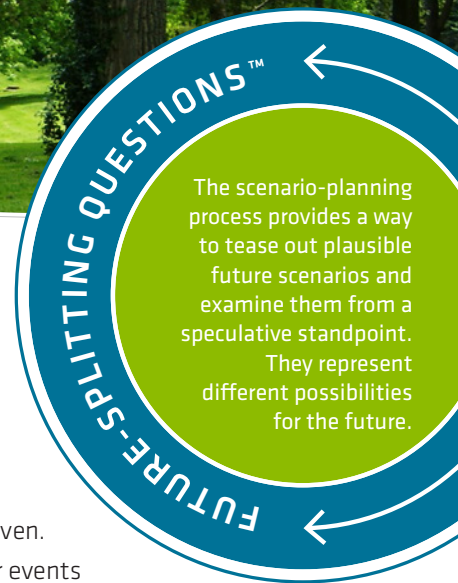 FUTURE-SPLITTING QUESTIONS™
The scenario-planning
process provides a way
to tease out plausible
future scenarios and
examine them from a
speculative standpoint.
They represent
different possibilities
for the future.
ven.
events